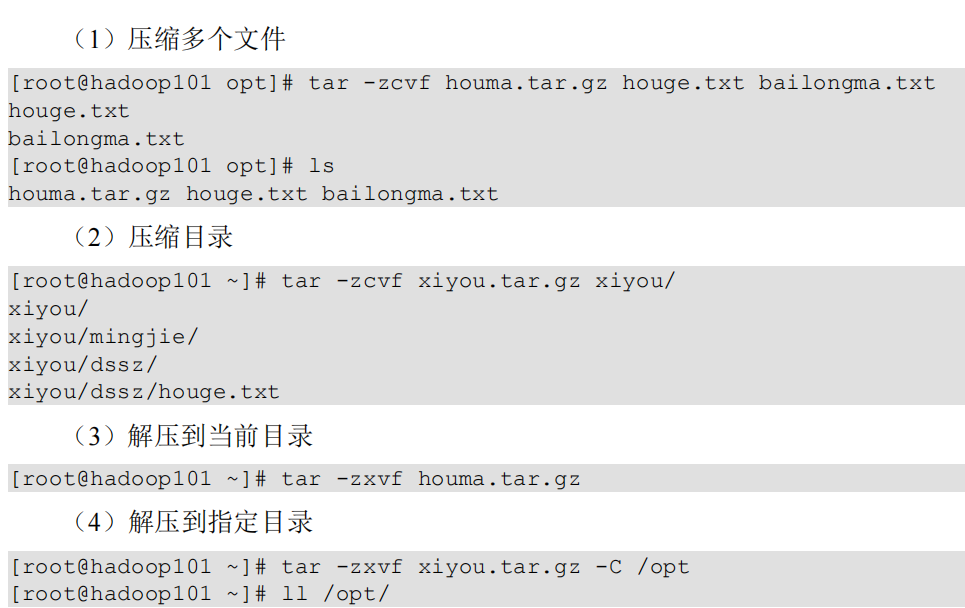 （1）压缩多个文件
[root@hadoop101 opt]# tar -zcvf houma.tar.gz houge.txt bailongma.txt
houge.txt
bailongma.txt
[root@hadoop101 opt]# ls
houma.tar.gz houge.txt bailongma.txt
（2）压缩目录
[root@hadoop101 ~]# tar -zcvf xiyou.tar.gz xiyou/
xiyou/
xiyou/mingjie/
xiyou/dssz/
xiyou/dssz/houge.txt
（3）解压到当前目录
[root@hadoop101 ~]# tar -zxvf houma.tar.gz
（4）解压到指定目录
[root@hadoop101 ~]# tar -zxvf xiyou.tar.gz -C /opt
[root@hadoop101 ~]# ll /opt/